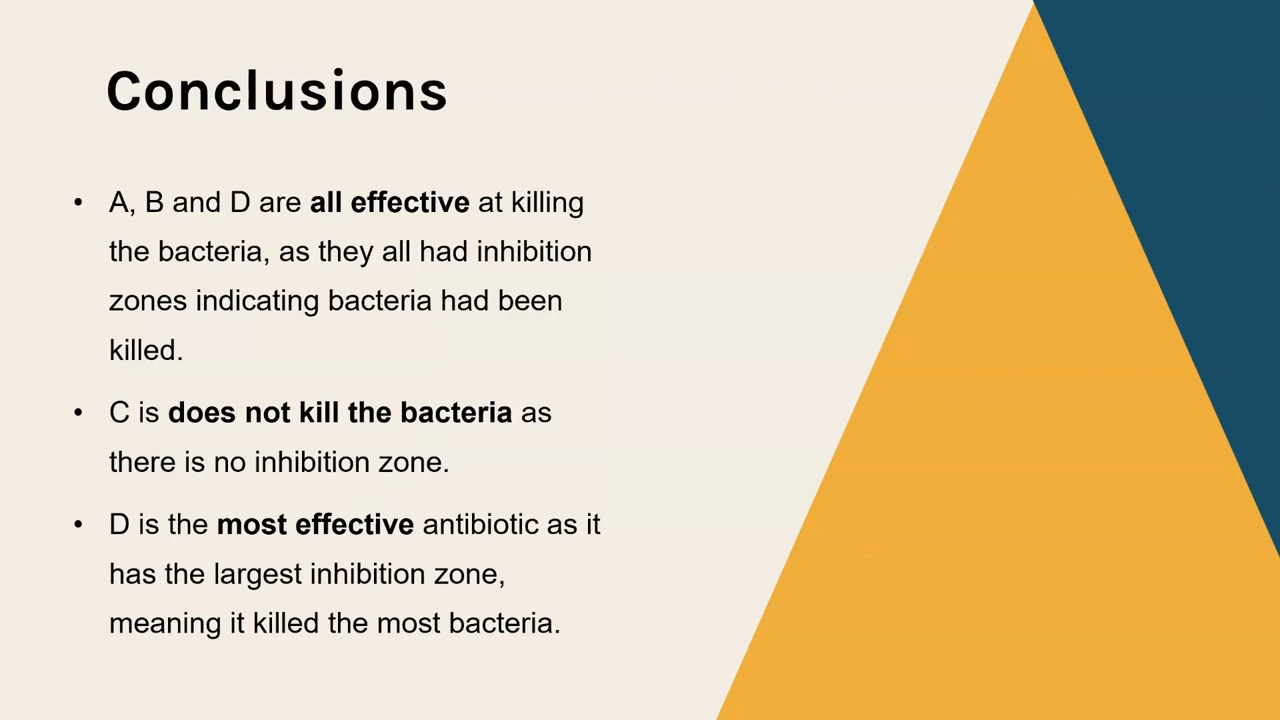 Conclusions
• A, B and D are all effective at killing
the bacteria, as they all had inhibition
zones indicating bacteria had been
killed.
• C is does not kill the bacteria as
there is no inhibition zone.
• D is the most effective antibiotic as it
has the largest inhibition zone,
meaning it killed the most bacteria.